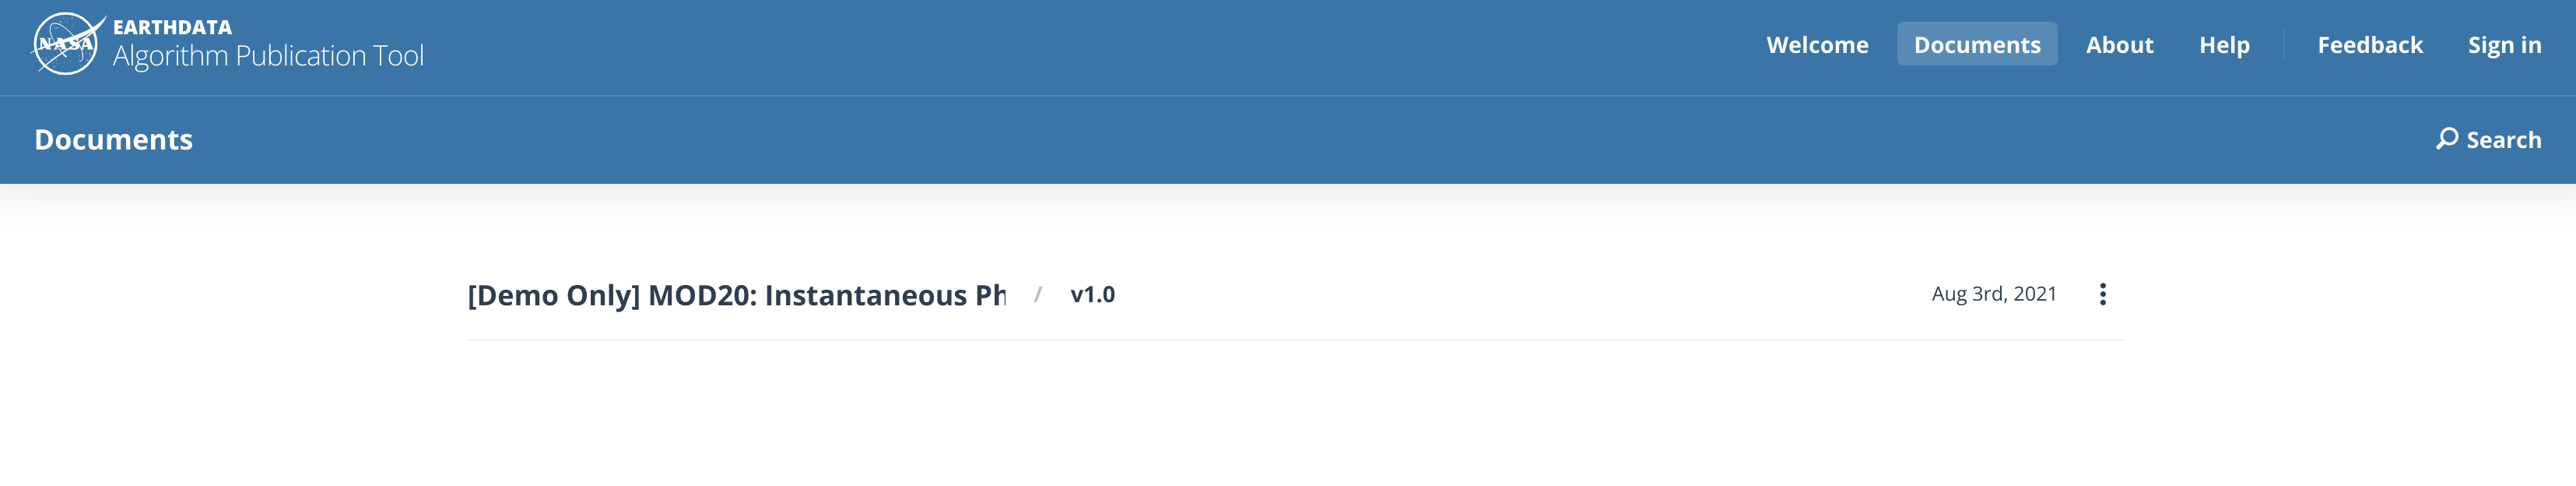 NASA
EARTHDATA
Algorithm Publication Tool
Welcome Documents About Help Feedback Sign in
Documents
Search
[Demo Only] MOD20: Instantaneous Ph / v1.0
Aug 3rd, 2021